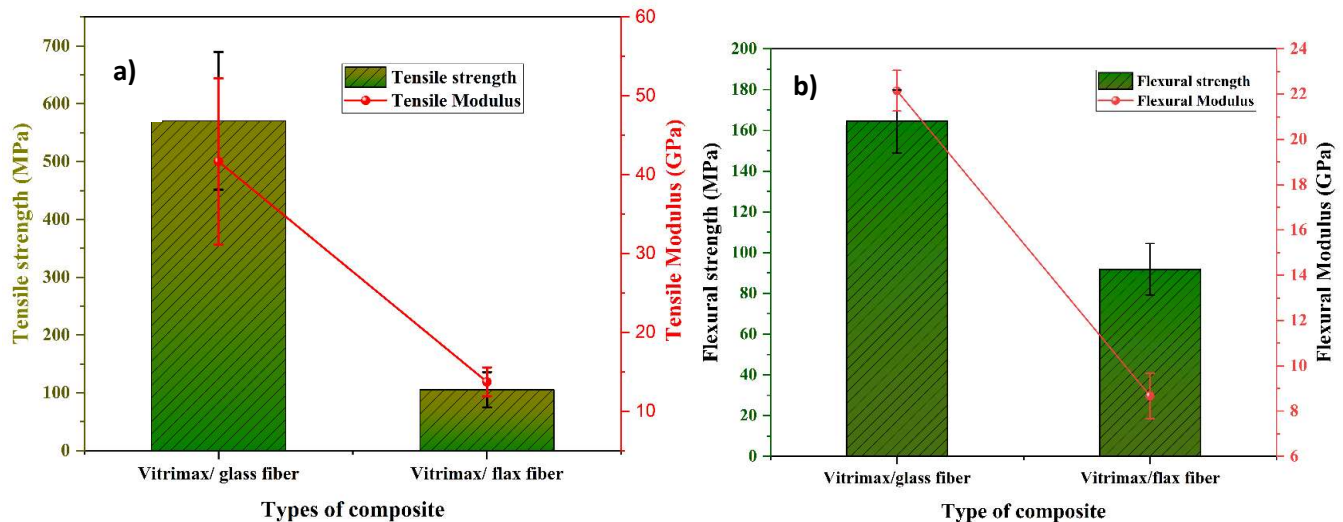 a)
Tensile strength
Tensile Modulus
Tensile strength (MPa)
700
600
500
400
300
200
100
0
Tensile Modulus (GPa)
60
50
40
30
20
10
Vitrimax/ glass fiber
Vitrimax/ flax fiber
Types of composite
b)
Flexural strength
Flexural Modulus
Flexural strength (MPa)
200
180
160
140
120
100
80
60
40
20
0
Flexural Modulus (GPa)
24
22
20
18
16
14
12
10
8
6
Vitrimax/glass fiber
Vitrimax/flax fiber
Type of composite